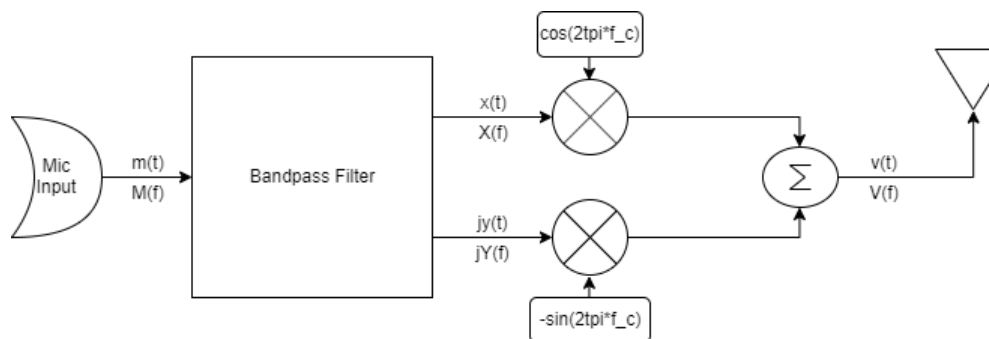 cos(2tpi*f_c)
x(t)
X(f)
Mic
Input
m(t)
M(f)
Bandpass Filter
Σ
v(t)
V(f)
jy(t)
jY(f)
-sin(2tpi*f_c)